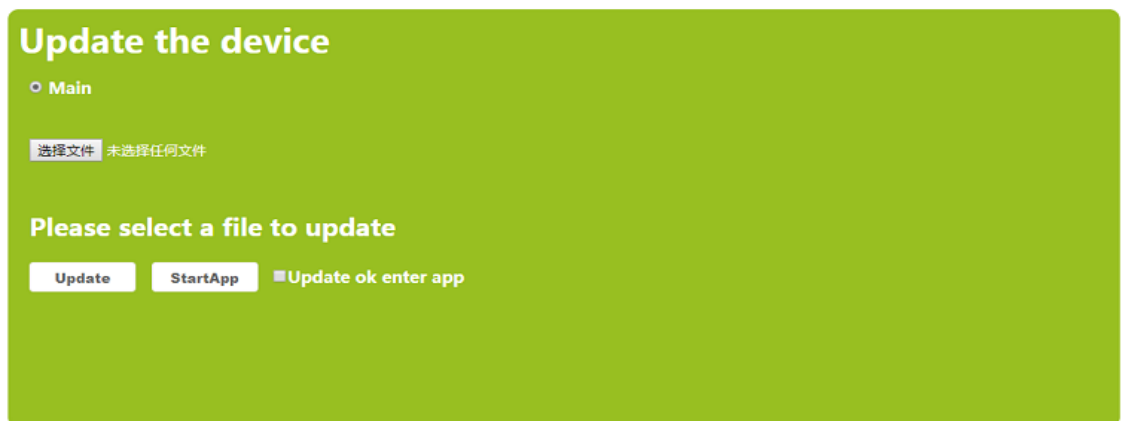 Update the device
Main
选择文件 未选择任何文件
Please select a file to update
Update StartApp Update ok enter app